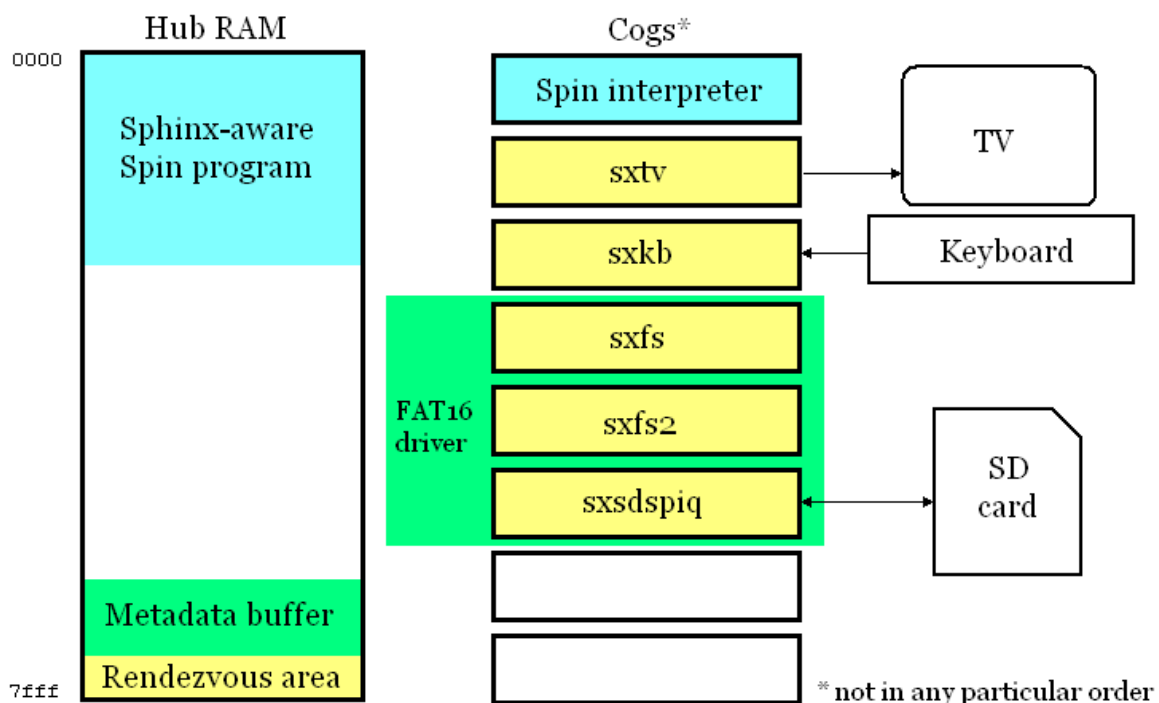 Hub RAM
0000
Sphinx-aware
Spin program
Metadata buffer
Rendezvous area
7fff
Cogs*
Spin interpreter
sxtv
sxkb
sxfs
sxfs2
sxsdspiq
FAT16
driver
TV
Keyboard
SD
card
* not in any particular order